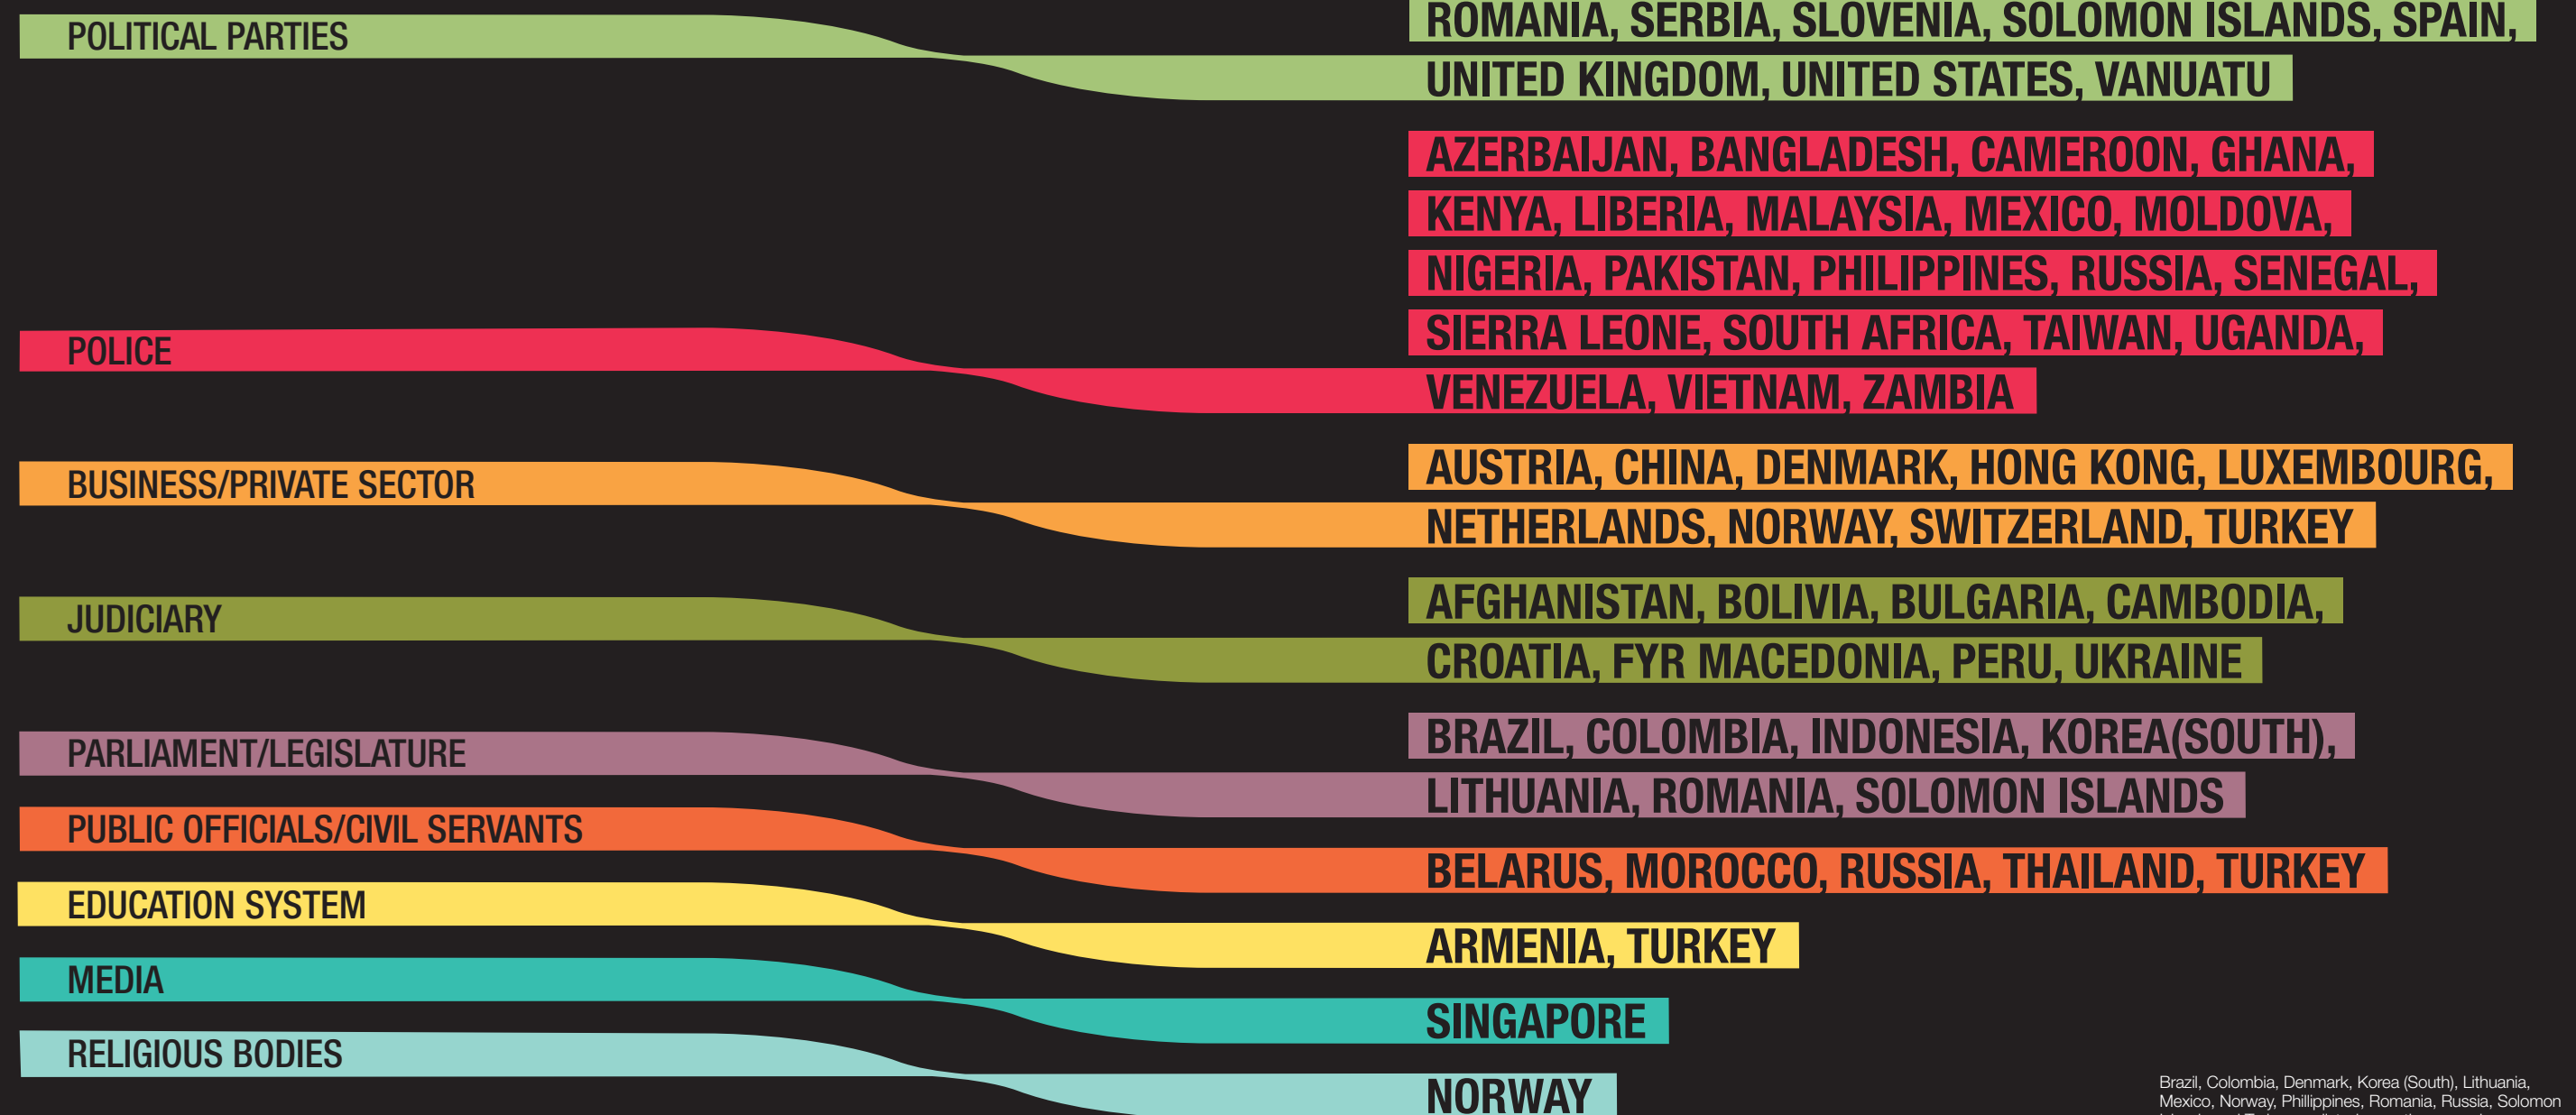 POLITICAL PARTIES
ROMANIA, SERBIA, SLOVENIA, SOLOMON ISLANDS, SPAIN,
UNITED KINGDOM, UNITED STATES, VANUATU
POLICE
AZERBAIJAN, BANGLADESH, CAMEROON, GHANA,
KENYA, LIBERIA, MALAYSIA, MEXICO, MOLDOVA,
NIGERIA, PAKISTAN, PHILIPPINES, RUSSIA, SENEGAL,
SIERRA LEONE, SOUTH AFRICA, TAIWAN, UGANDA,
VENEZUELA, VIETNAM, ZAMBIA
BUSINESS/PRIVATE SECTOR
AUSTRIA, CHINA, DENMARK, HONG KONG, LUXEMBOURG,
NETHERLANDS, NORWAY, SWITZERLAND, TURKEY
JUDICIARY
AFGHANISTAN, BOLIVIA, BULGARIA, CAMBODIA,
CROATIA, FYR MACEDONIA, PERU, UKRAINE
PARLIAMENT/LEGISLATURE
BRAZIL, COLOMBIA, INDONESIA, KOREA(SOUTH),
LITHUANIA, ROMANIA, SOLOMON ISLANDS
PUBLIC OFFICIALS/CIVIL SERVANTS
BELARUS, MOROCCO, RUSSIA, THAILAND, TURKEY
EDUCATION SYSTEM
ARMENIA, TURKEY
MEDIA
SINGAPORE
RELIGIOUS BODIES
NORWAY
Brazil, Colombia, Denmark, Korea (South), Lithuania,
Mexico, Norway, Phillippines, Romania, Russia, Solomon